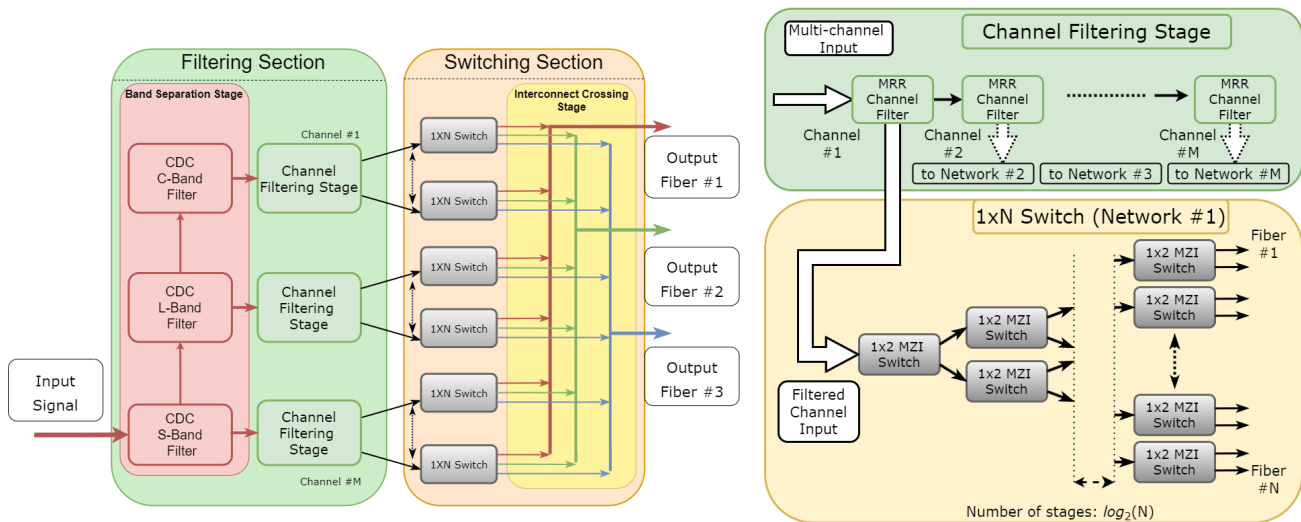 Filtering Section
Band Separation Stage
CDC
C-Band
Filter
CDC
L-Band
Filter
CDC
S-Band
Filter
Input
Signal
Channel #1
Channel
Filtering Stage
Channel
Filtering
Stage
Channel
Filtering
Stage
Channel #M
Switching Section
Interconnect Crossing
Stage
1XN Switch
1XN Switch
1XN Switch
1XN Switch
1XN Switch
1XN Switch
Output
Fiber #1
Output
Fiber #2
Output
Fiber #3
Multi-channel
Input
Channel Filtering Stage
MRR
Channel
Filter
MRR
Channel
Filter
MRR
Channel
Filter
Channel
#1
Channel
#2
Channel
#M
to Network #2
to Network #3
to Network #M
1xN Switch (Network #1)
Filtered
Channel
Input
1x2 MZI
Switch
1x2 MZI
Switch
1x2 MZI
Switch
1x2 MZI
Switch
1x2 MZI
Switch
1x2 MZI
Switch
1x2 MZI
Switch
Fiber
#1
Fiber
#N
Number of stages: log₂(N)